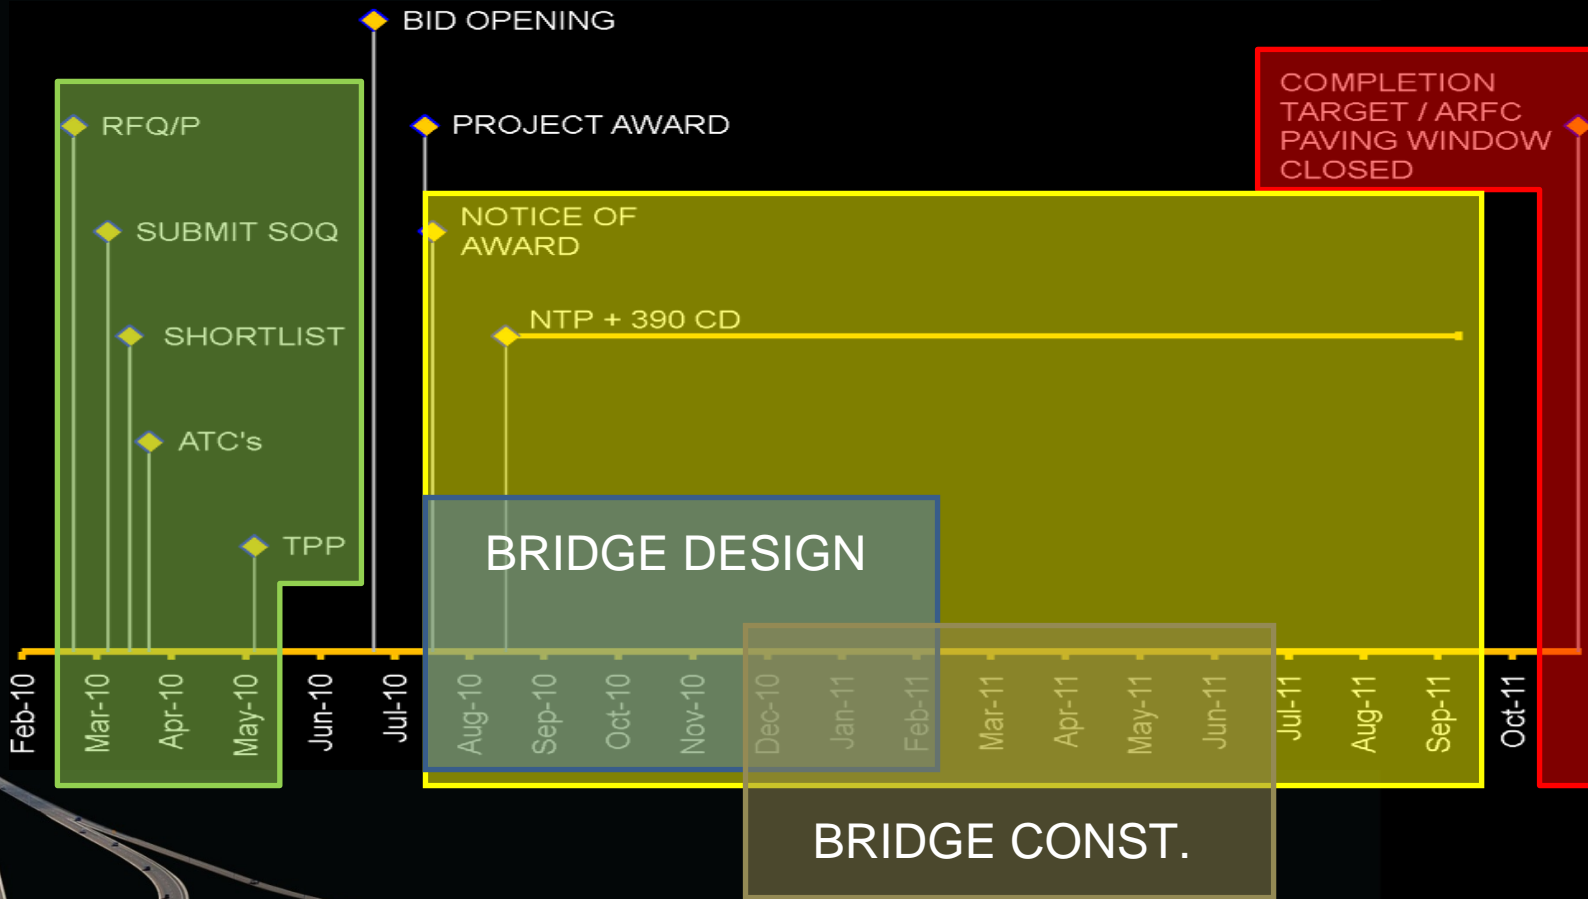 BID OPENING
RFQ/P
PROJECT AWARD
COMPLETION
TARGET / ARFC
PAVING WINDOW
CLOSED
SUBMIT SOQ
NOTICE OF
AWARD
SHORTLIST
NTP + 390 CD
ATC's
TPP
BRIDGE DESIGN
Feb-10
Mar-10
Apr-10
May-10
Jun-10
Jul-10
Aug-10
Sep-10
Oct-10
Nov-10
Dec-10
Jan-11
Feb-11
Mar-11
Apr-11
May-11
Jun-11
Jul-11
Aug-11
Sep-11
Oct-11
BRIDGE CONST.